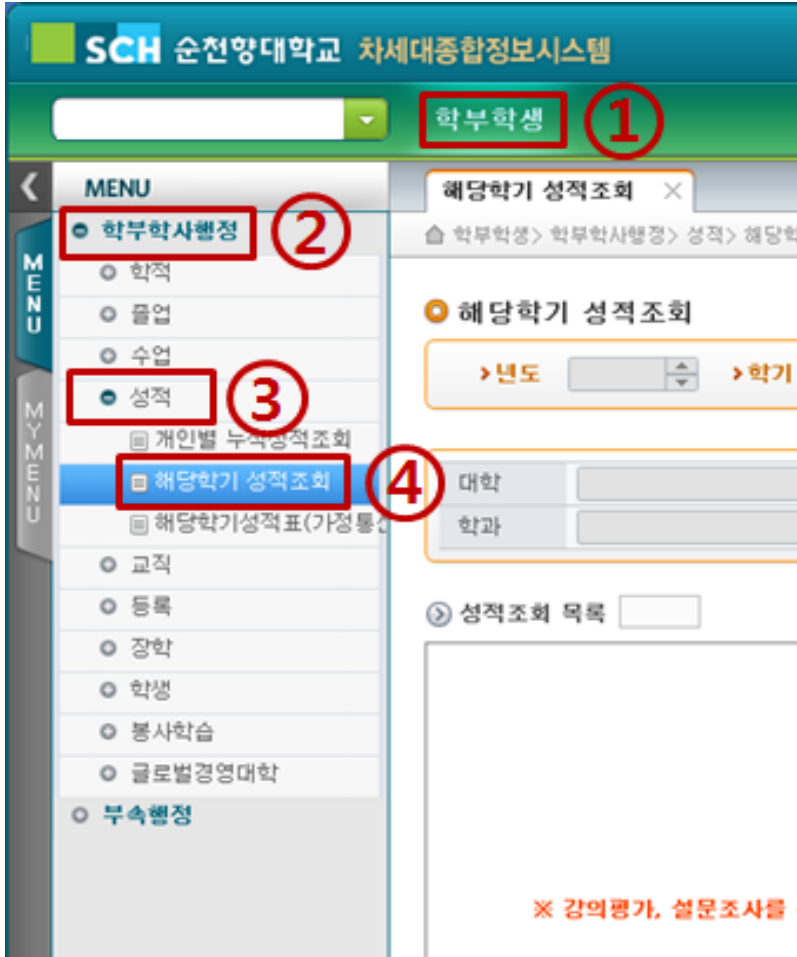 SCH 순천향대학교 차세대종합정보시스템
학부학생 ①
MENU
② 학부학사행정
학적
졸업
수업
성적 ③
개인별 누적성적조회
해당학기 성적조회 ④
해당학기성적표(가정통신
교직
등록
장학
학생
봉사학습
글로벌경영대학
부속행정
MENU
MYMENU
해당학기 성적조회
학부학생> 학부학사행정> 성적> 해당학
해당학기 성적조회
년도 학기
대학
학과
성적조회 목록
※ 강의평가, 설문조사를